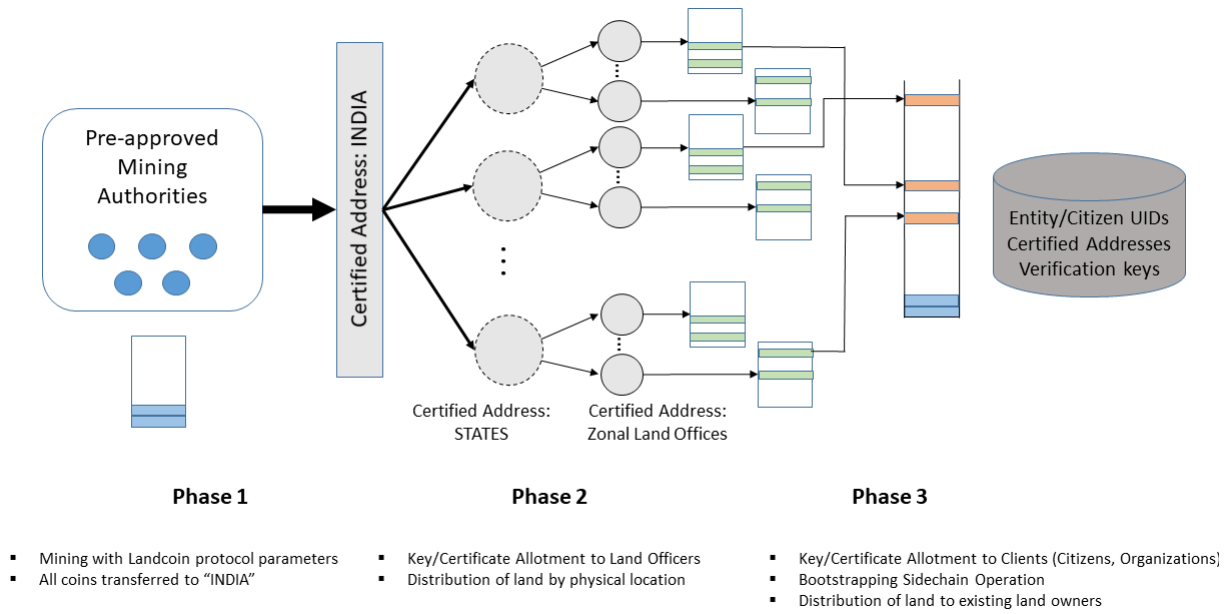 Pre-approved
Mining
Authorities
Certified Address: INDIA
Certified Address:
STATES
Certified Address:
Zonal Land Offices
Entity/Citizen UIDs
Certified Addresses
Verification keys
Phase 1
▪ Mining with Landcoin protocol parameters
▪ All coins transferred to “INDIA”
Phase 2
▪ Key/Certificate Allotment to Land Officers
▪ Distribution of land by physical location
Phase 3
▪ Key/Certificate Allotment to Clients (Citizens, Organizations)
▪ Bootstrapping Sidechain Operation
▪ Distribution of land to existing land owners